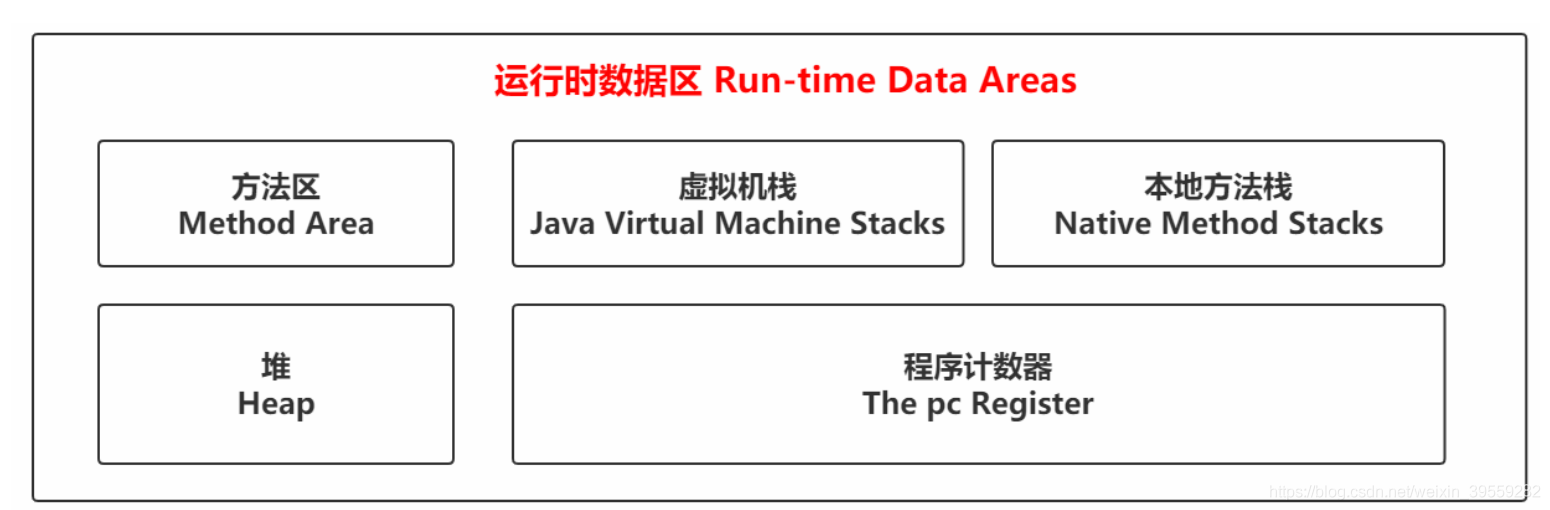 运行时数据区 Run-time Data Areas
方法区
Method Area
虚拟机栈
Java Virtual Machine Stacks
本地方法栈
Native Method Stacks
堆
Heap
程序计数器
The pc Register
https://blog.csdn.net/weixin_39559282